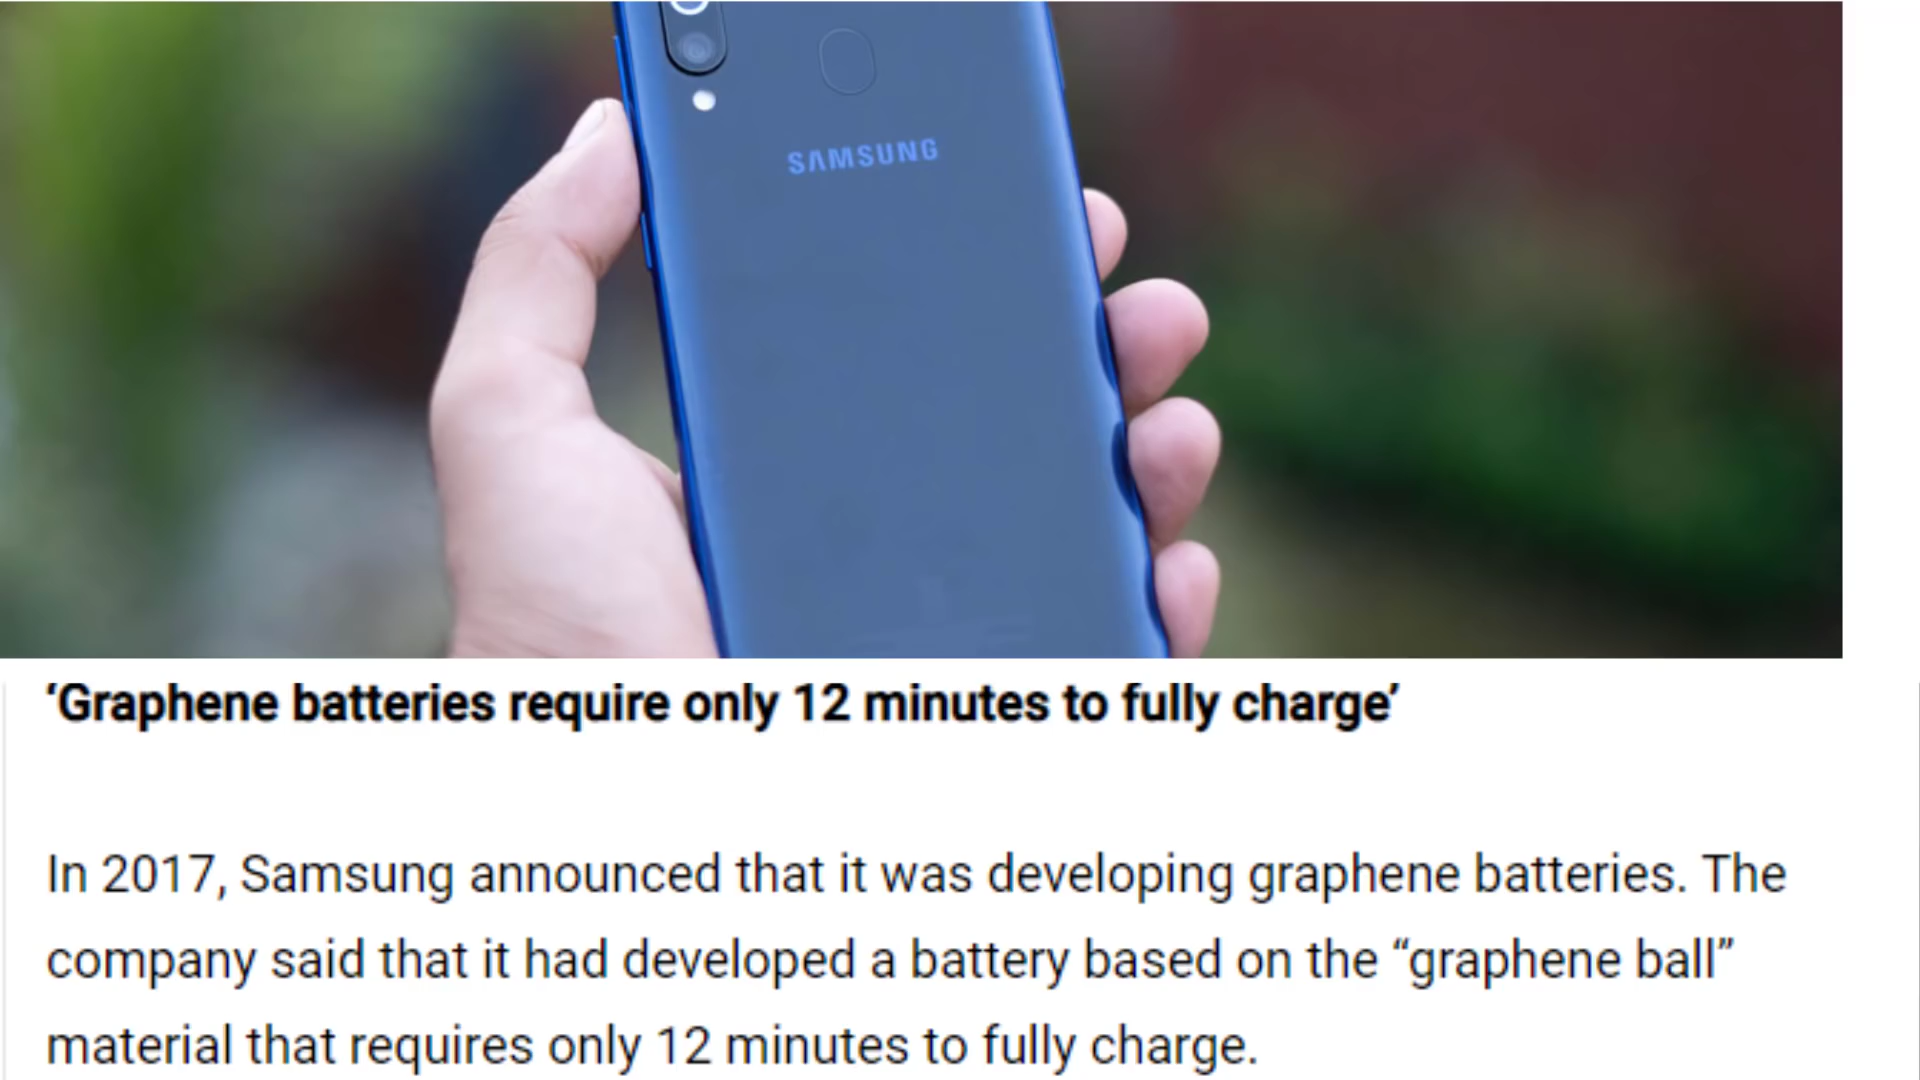 SAMSUNG
‘Graphene batteries require only 12 minutes to fully charge’
In 2017, Samsung announced that it was developing graphene batteries. The
company said that it had developed a battery based on the “graphene ball”
material that requires only 12 minutes to fully charge.